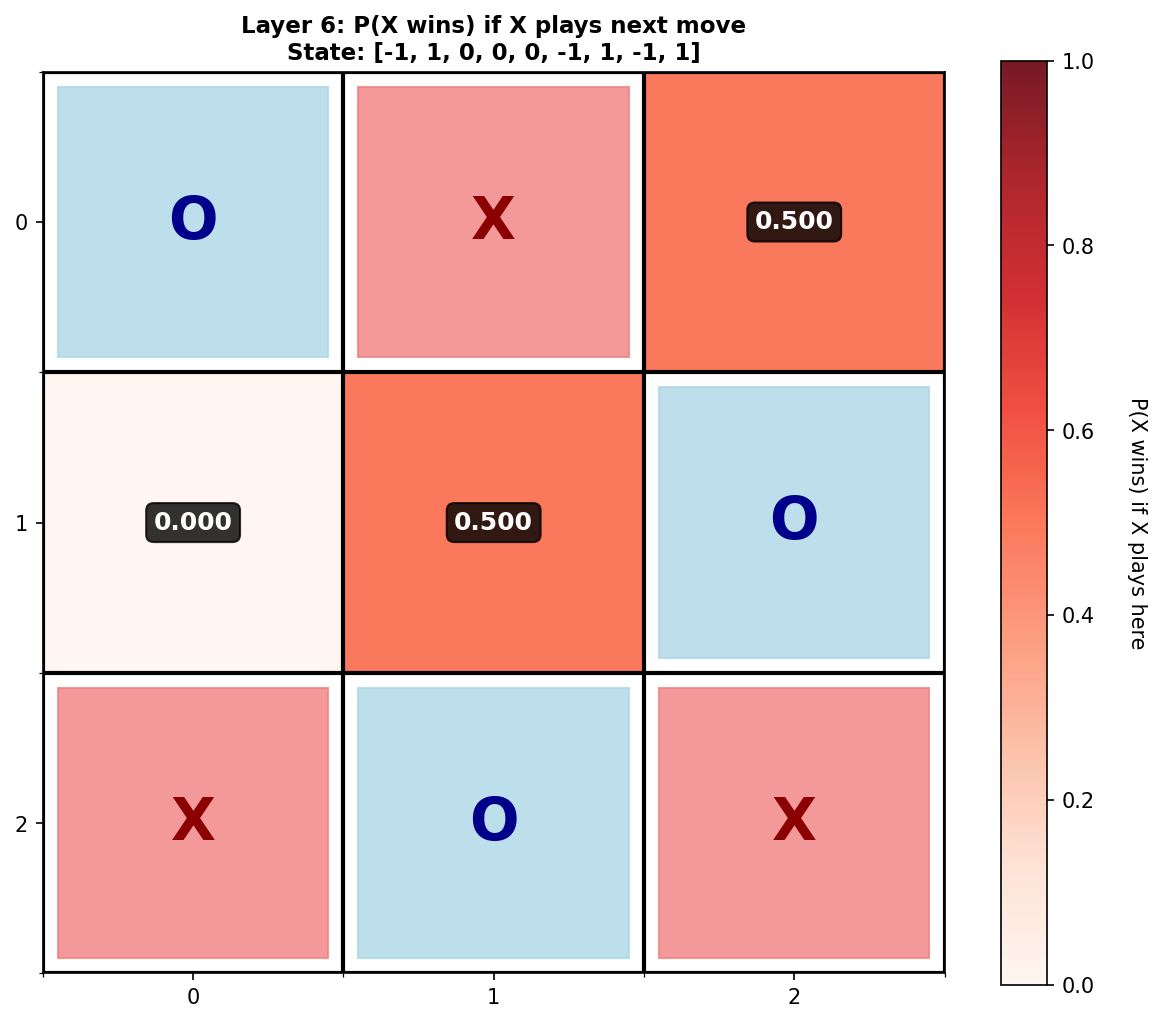 Layer 6: P(X wins) if X plays next move
State: [-1, 1, 0, 0, 0, -1, 1, -1, 1]
0
O
X
0.500
1
0.000
0.500
O
2
X
O
X
0
1
2
1.0
0.8
0.6
0.4
0.2
0.0
P(X wins) if X plays here